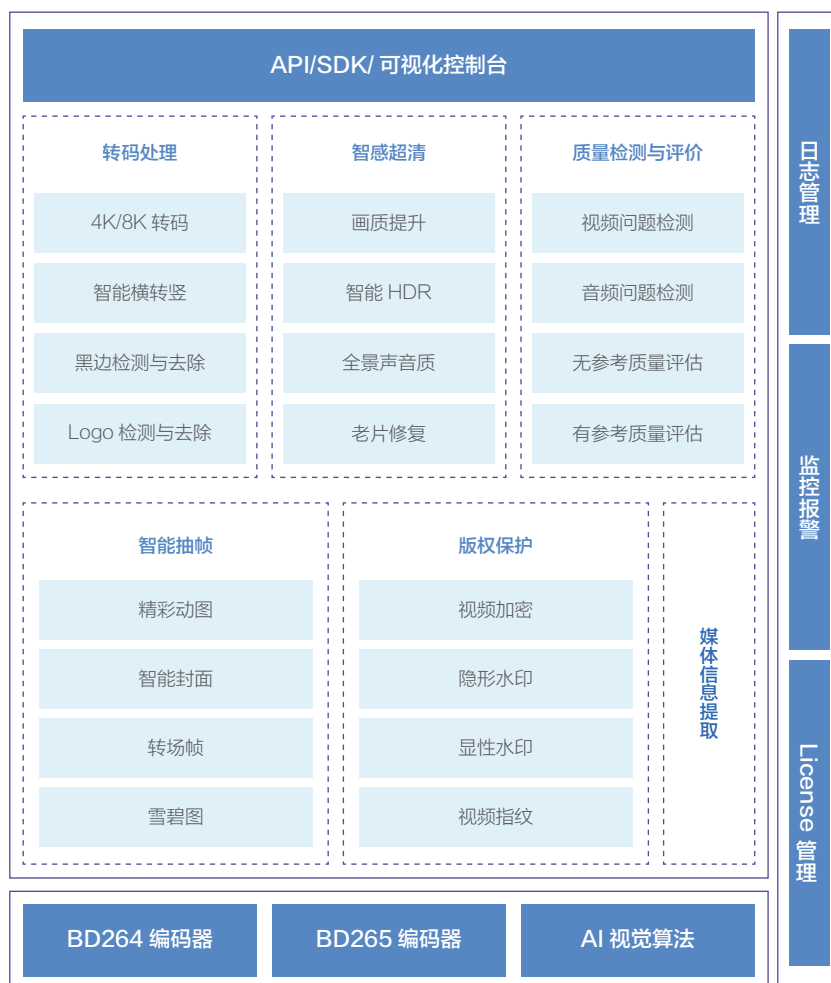 API/SDK/ 可视化控制台
转码处理
4K/8K 转码
智能横转竖
黑边检测与去除
Logo 检测与去除
智感超清
画质提升
智能 HDR
全景声音质
老片修复
质量检测与评价
视频问题检测
音频问题检测
无参考质量评估
有参考质量评估
智能抽帧
精彩动图
智能封面
转场帧
雪碧图
版权保护
视频加密
隐形水印
显性水印
视频指纹
媒体信息提取
BD264 编码器
BD265 编码器
AI 视觉算法
日志管理
监控报警
License 管理